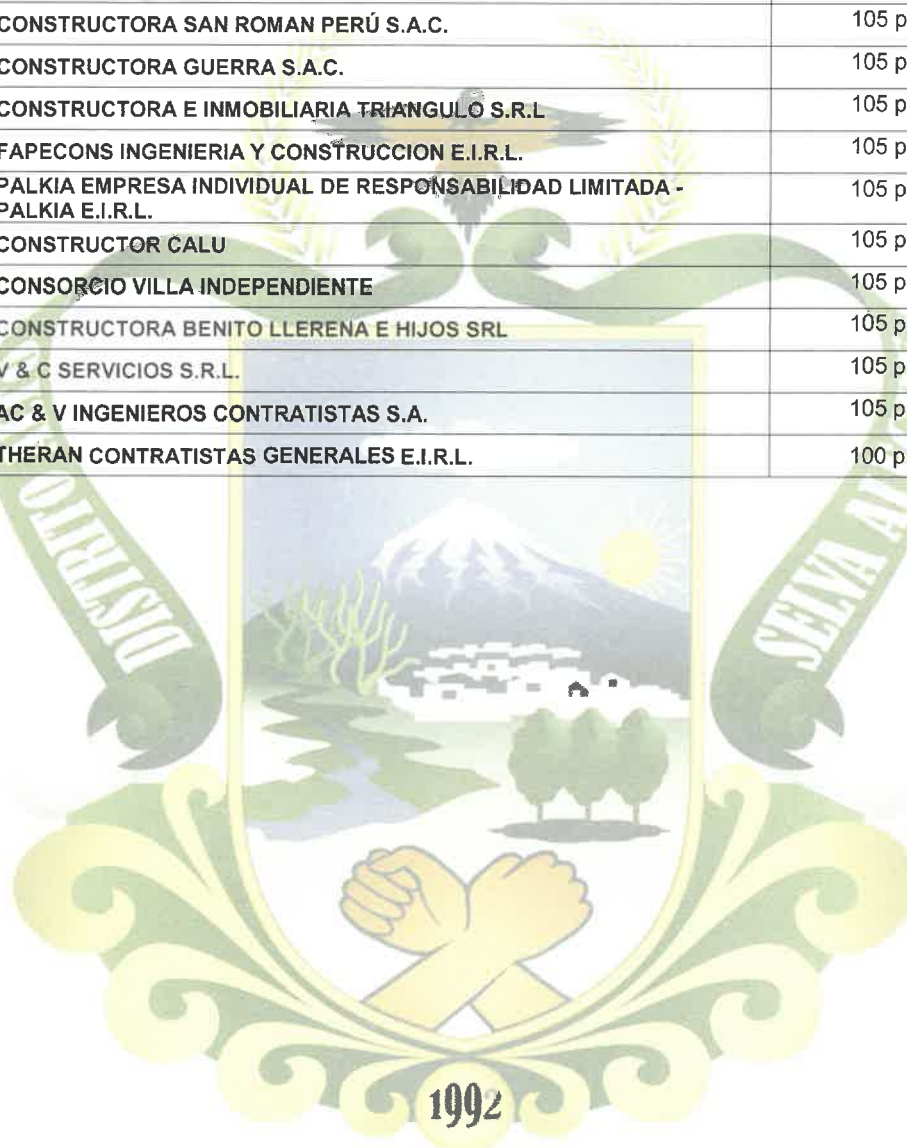 CONSTRUCTORA SAN ROMAN PERÚ S.A.C. 105 p
CONSTRUCTORA GUERRA S.A.C. 105 p
CONSTRUCTORA E INMOBILIARIA TRIANGULO S.R.L 105 p
FAPECONS INGENIERIA Y CONSTRUCCION E.I.R.L. 105 p
PALKIA EMPRESA INDIVIDUAL DE RESPONSABILIDAD LIMITADA - 105 p
PALKIA E.I.R.L.
CONSTRUCTOR CALU 105 p
CONSORCIO VILLA INDEPENDIENTE 105 p
CONSTRUCTORA BENITO LLERENA E HIJOS SRL 105 p
V & C SERVICIOS S.R.L. 105 p
AC & V INGENIEROS CONTRATISTAS S.A. 105 p
THERAN CONTRATISTAS GENERALES E.I.R.L. 100 p
DISTRITO
SELVA
1992